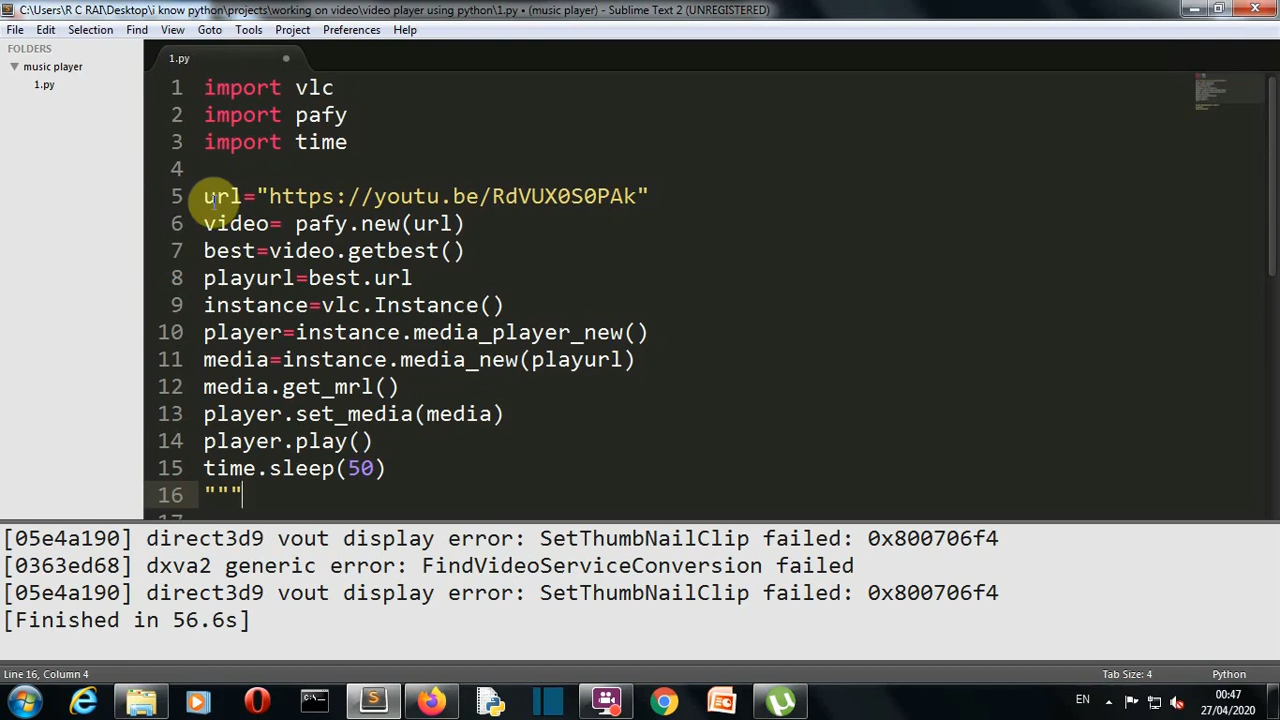 C:\Users\R C RAI\Desktop\i know python\projects\working on video\video player using python\1.py • (music player) - Sublime Text 2 (UNREGISTERED)
File Edit Selection Find View Goto Tools Project Preferences Help
FOLDERS
music player
1.py
1.py
1 import vlc
2 import pafy
3 import time
4
5 url="https://youtu.be/RdVUX0S0PAk"
6 video= pafy.new(url)
7 best=video.getbest()
8 playurl=best.url
9 instance=vlc.Instance()
10 player=instance.media_player_new()
11 media=instance.media_new(playurl)
12 media.get_mrl()
13 player.set_media(media)
14 player.play()
15 time.sleep(50)
16 """
17
[05e4a190] direct3d9 vout display error: SetThumbNailClip failed: 0x800706f4
[0363ed68] dxva2 generic error: FindVideoServiceConversion failed
[05e4a190] direct3d9 vout display error: SetThumbNailClip failed: 0x800706f4
[Finished in 56.6s]
Line 16, Column 4 Tab Size: 4 Python
EN 00:47
27/04/2020